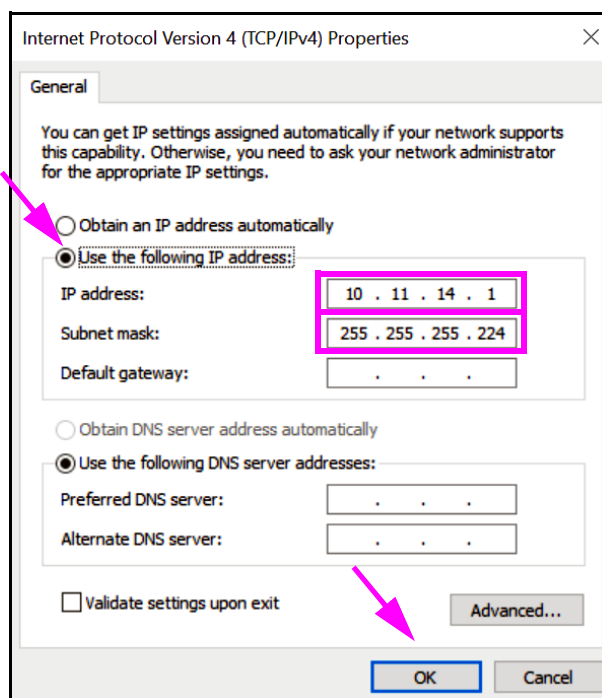 Internet Protocol Version 4 (TCP/IPv4) Properties
General
You can get IP settings assigned automatically if your network supports
this capability. Otherwise, you need to ask your network administrator
for the appropriate IP settings.
Obtain an IP address automatically
Use the following IP address:
IP address: 10 . 11 . 14 . 1
Subnet mask: 255 . 255 . 255 . 224
Default gateway: . . .
Obtain DNS server address automatically
Use the following DNS server addresses:
Preferred DNS server: . . .
Alternate DNS server: . . .
Validate settings upon exit
Advanced...
OK Cancel